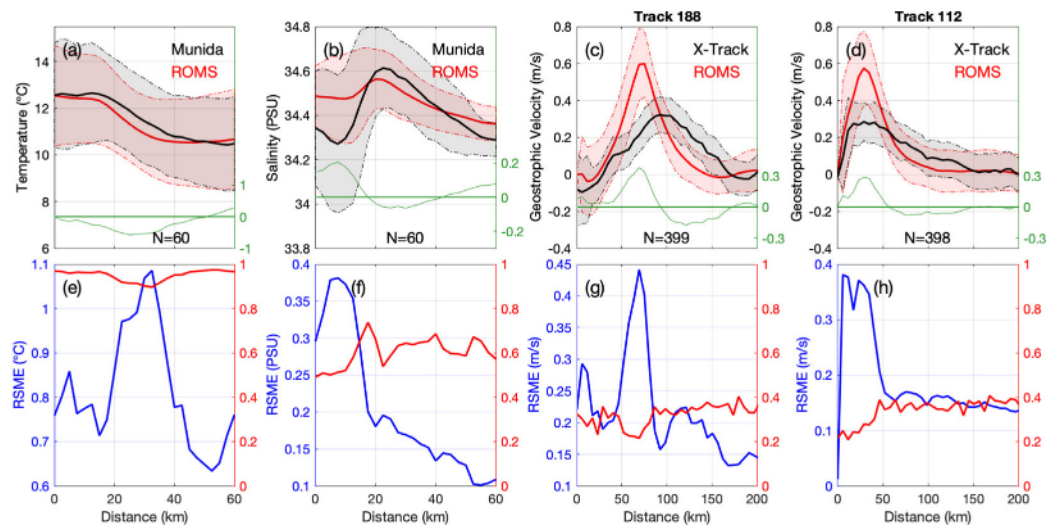 Track 188
Track 112
(a)
Munida
ROMS
Temperature (°C)
14
12
10
8
6
1
0
-1
N=60
(b)
Munida
ROMS
Salinity (PSU)
34.8
34.6
34.4
34.2
34
33.8
0.2
0
-0.2
N=60
(c)
X-Track
ROMS
Geostrophic Velocity (m/s)
0.8
0.6
0.4
0.2
0
-0.2
-0.4
0.3
0
-0.3
N=399
(d)
X-Track
ROMS
Geostrophic Velocity (m/s)
0.8
0.6
0.4
0.2
0
-0.2
-0.4
0.3
0
-0.3
N=398
(e)
RSME (°C)
1.1
1
0.9
0.8
0.7
0.6
1
0.8
0.6
0.4
0.2
0
0 20 40 60
Distance (km)
(f)
RSME (PSU)
0.4
0.35
0.3
0.25
0.2
0.15
0.1
1
0.8
0.6
0.4
0.2
0
0 20 40 60
Distance (km)
(g)
RSME (m/s)
0.45
0.4
0.35
0.3
0.25
0.2
0.15
0.1
1
0.8
0.6
0.4
0.2
0
0 50 100 150 200
Distance (km)
(h)
RSME (m/s)
0.4
0.3
0.2
0.1
0
1
0.8
0.6
0.4
0.2
0
0 50 100 150 200
Distance (km)